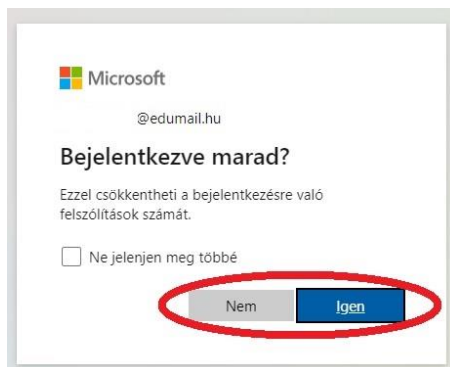 Microsoft
@edumail.hu
Bejelentkezve marad?
Ezzel csökkentheti a bejelentkezésre való
felszólítások számát.
Ne jelenjen meg többé
Nem Igen